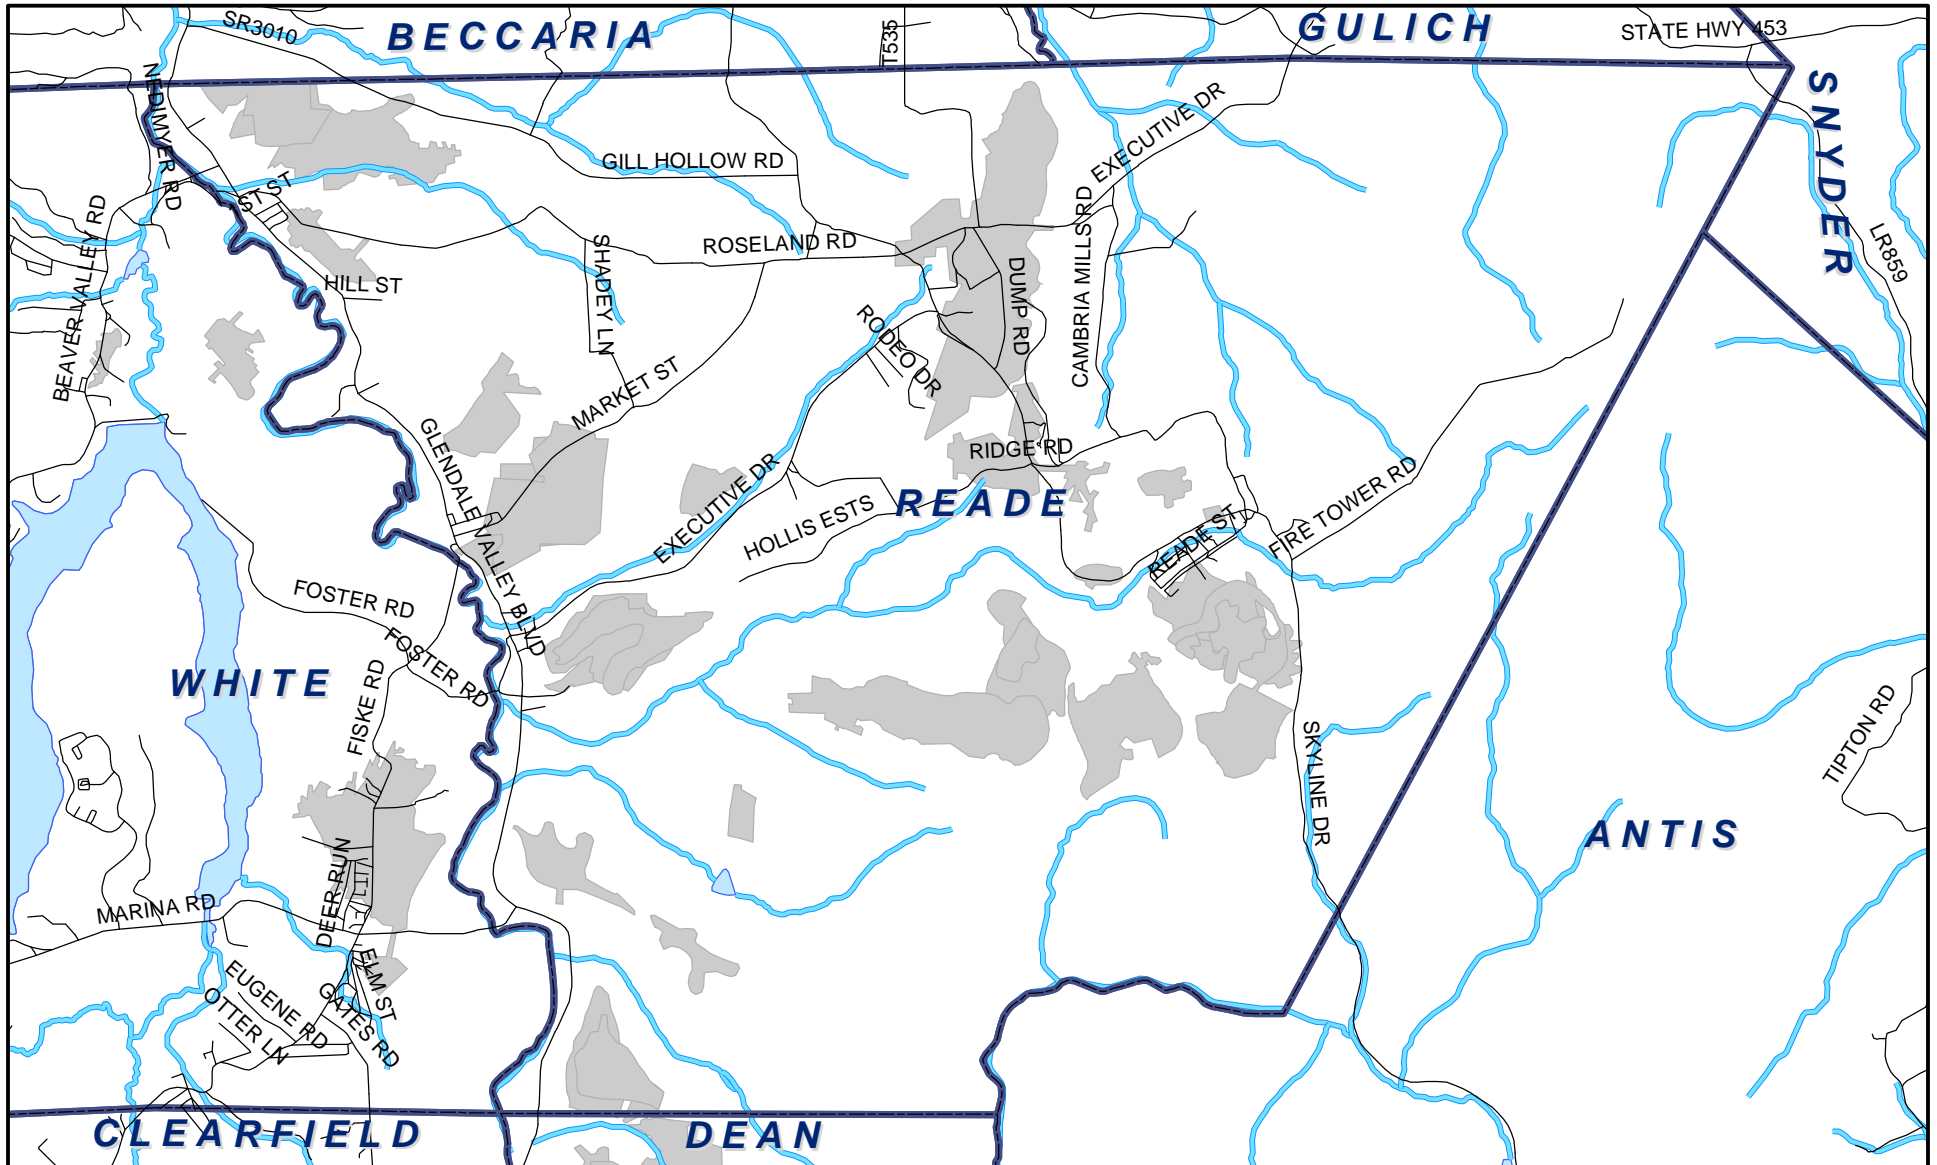 BECCARIA
GULICH
STATE HWY 453
SR3010
T535
SNYDER
NEDIMYER RD
EXECUTIVE DR
GILL HOLLOW RD
ST ST
BEAVER VALLEY RD
CAMBRIA MILLS RD
ROSELAND RD
SHADEY LN
LR859
HILL ST
DUMP RD
RODEO DR
MARKET ST
GLENDALE VALLEY BLVD
RIDGE RD
EXECUTIVE DR
READE
HOLLIS ESTS
FIRE TOWER RD
READE ST
FOSTER RD
FOSTER RD
WHITE
FISKE RD
SKYLINE DR
TIPTON RD
ANTIS
DEER RUN
MARINA RD
ELM ST
EUGENE RD
GATES RD
OTTER LN
CLEARFIELD
DEAN